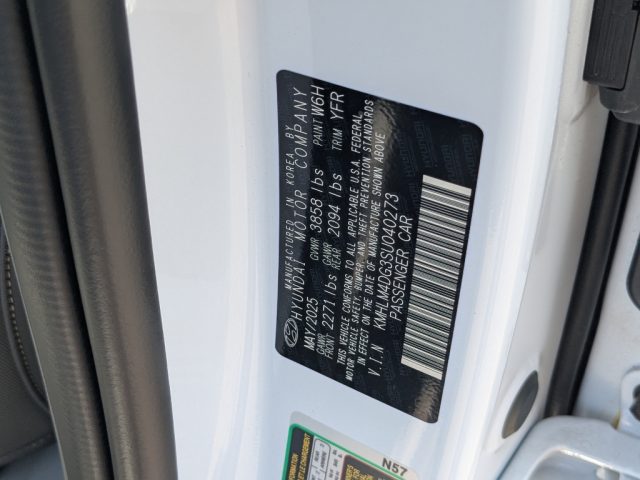 MANUFACTURED IN KOREA BY
HYUNDAI MOTOR COMPANY
MAY/2025 GVWR 3858 lbs PAINT W6H
GAWR FRONT 2271 lbs GAWR REAR 2094 lbs TRIM YFR
THIS VEHICLE CONFORMS TO ALL APPLICABLE U.S.A. FEDERAL
MOTOR VEHICLE SAFETY, BUMPER, AND THEFT PREVENTION STANDARDS
IN EFFECT ON THE DATE OF MANUFACTURE SHOWN ABOVE
V.I.N KMHLM4DG3SU040273
PASSENGER CAR
N57